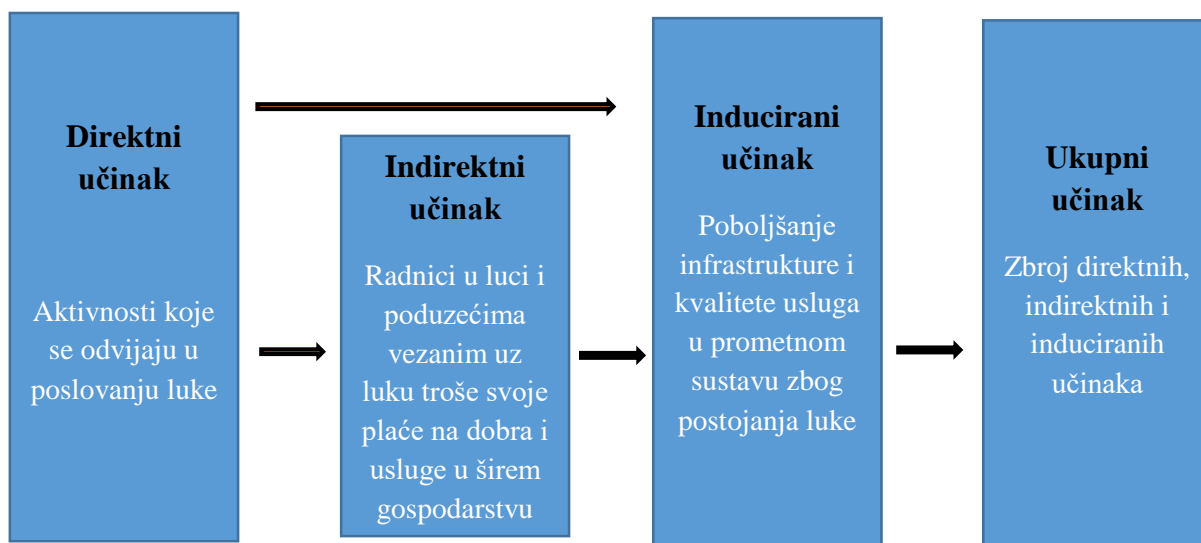 Direktni
učinak
Aktivnosti koje
se odvijaju u
poslovanju luke
Indirektni
učinak
Radnici u luci i
poduzećima
vezanim uz
luku troše svoje
plaće na dobra i
usluge u širem
gospodarstvu
Inducirani
učinak
Poboljšanje
infrastrukture i
kvalitete usluga
u prometnom
sustavu zbog
postojanja luke
Ukupni
učinak
Zbroj direktnih,
indirektnih i
induciranih
učinaka